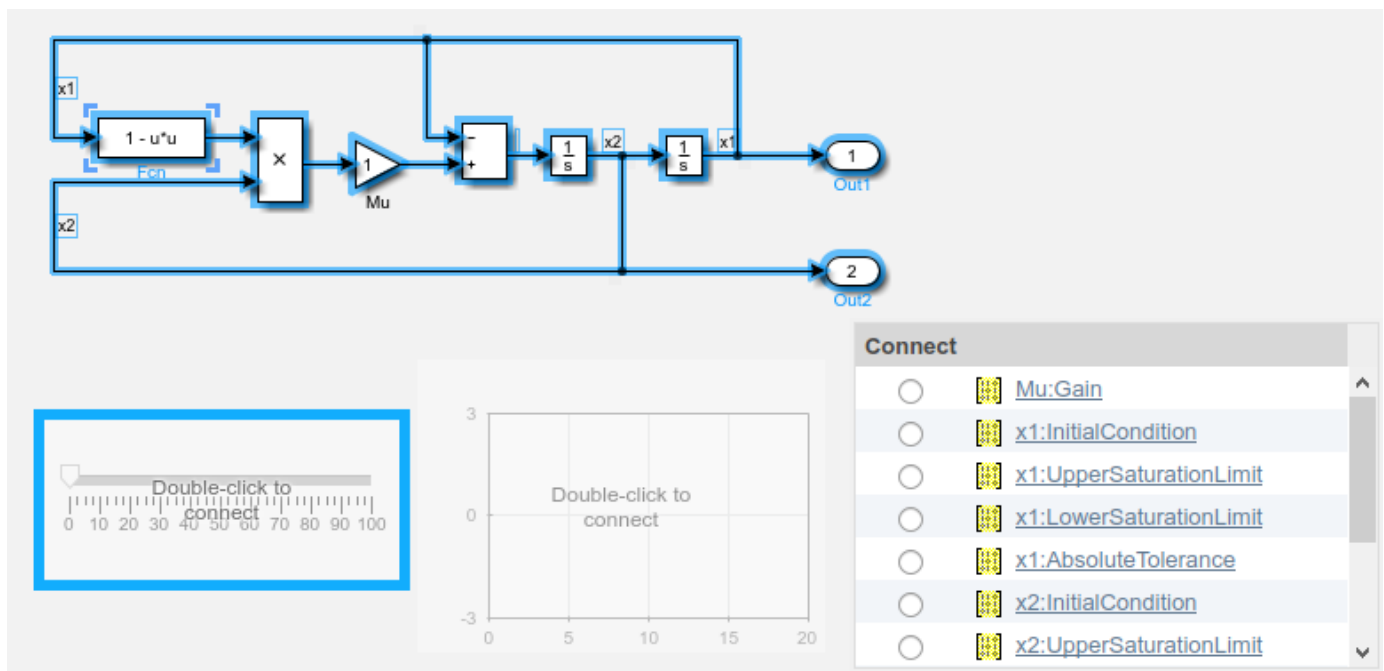 x1
1 - u*u
Fcn
×
1
Mu
−
+
1
s
x2
1
s
x1
1
Out1
x2
2
Out2
Connect
Mu:Gain
x1:InitialCondition
x1:UpperSaturationLimit
x1:LowerSaturationLimit
x1:AbsoluteTolerance
x2:InitialCondition
x2:UpperSaturationLimit
Double-click to
connect
0 10 20 30 40 50 60 70 80 90 100
3
0
-3
Double-click to
connect
0 5 10 15 20